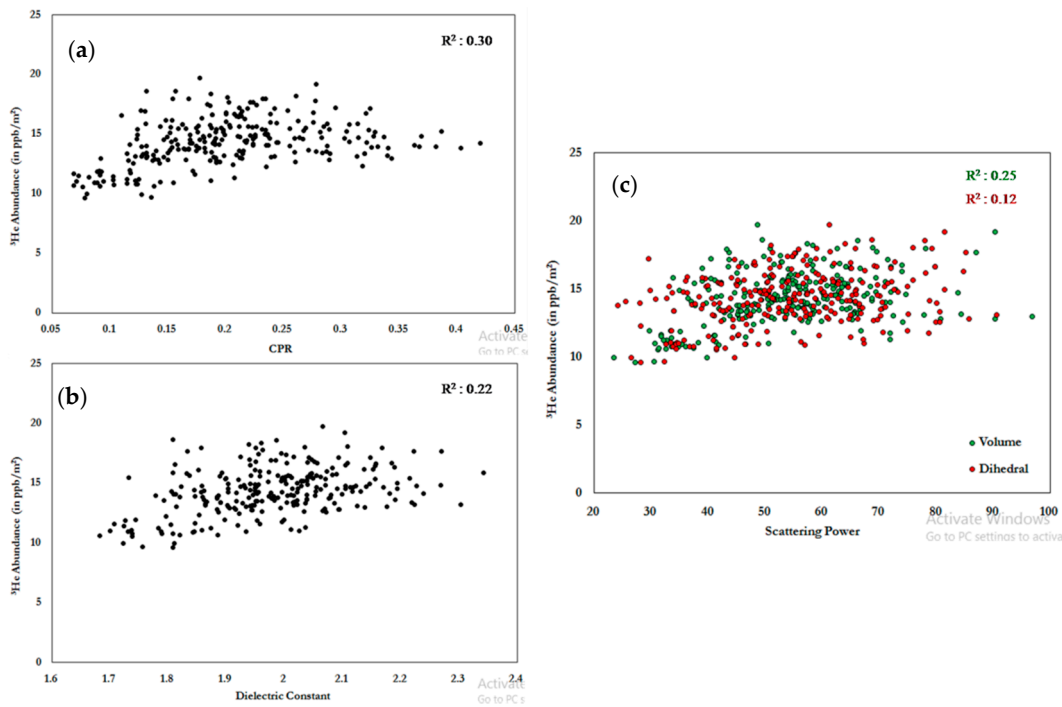 (a)
R² : 0.30
25
20
15
10
5
0
³He Abundance (in ppb/m²)
0.05 0.1 0.15 0.2 0.25 0.3 0.35 0.4 0.45
CPR
Activate
Go to PC s
(b)
R² : 0.22
25
20
15
10
5
0
³He Abundance (in ppb/m²)
1.6 1.7 1.8 1.9 2 2.1 2.2 2.3 2.4
Dielectric Constant
Activate
Go to PC s
(c)
R² : 0.25
R² : 0.12
25
20
15
10
5
0
³He Abundance (in ppb/m²)
Volume
Dihedral
20 30 40 50 60 70 80 90 100
Scattering Power
Activate Windows
Go to PC settings to activa